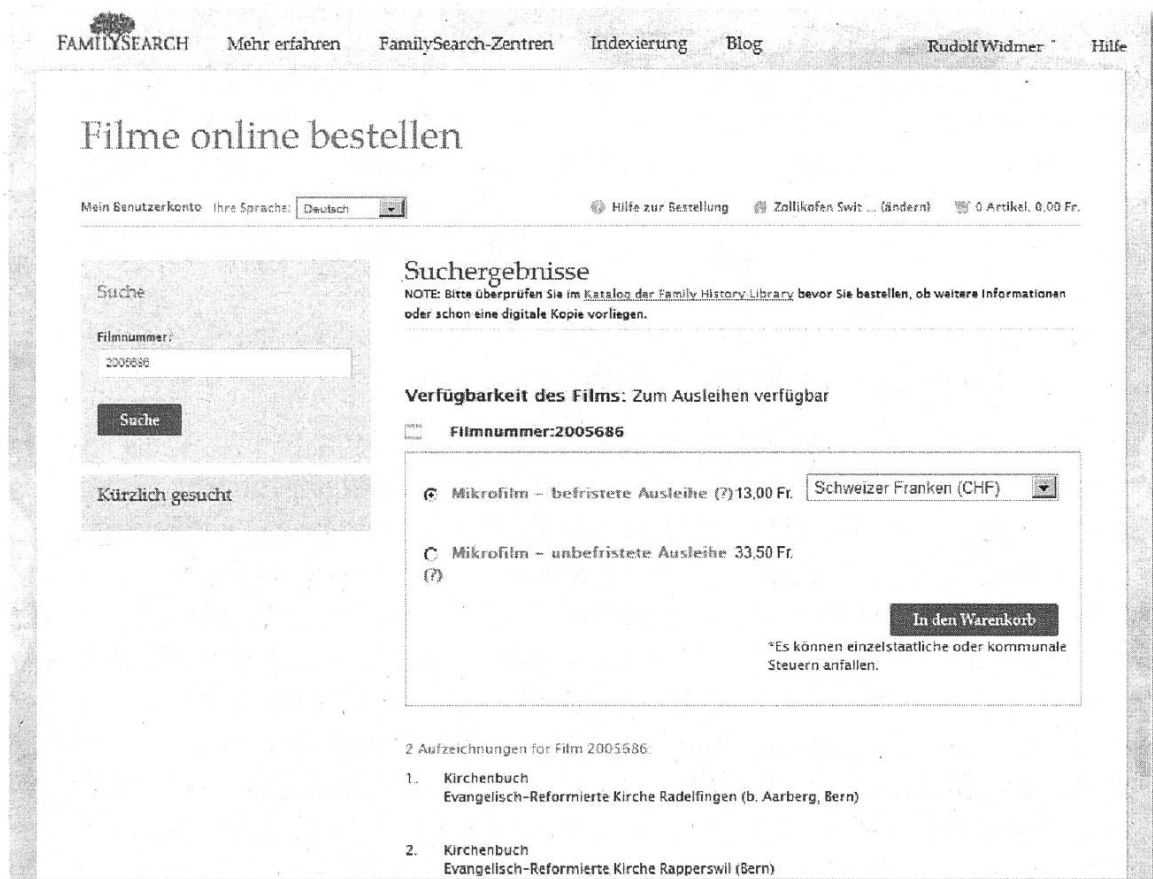 FAMILYSEARCH Mehr erfahren FamilySearch-Zentren Indexierung Blog Rudolf Widmer Hilfe
Filme online bestellen
Mein Benutzerkonto Ihre Sprache: Deutsch Hilfe zur Bestellung Zollikofen Swit ... (ändern) 0 Artikel, 0,00 Fr.
Suche
Filmnummer:
2005686
Suche
Kürzlich gesucht
Suchergebnisse
NOTE: Bitte überprüfen Sie im Katalog der Family History Library bevor Sie bestellen, ob weitere Informationen
oder schon eine digitale Kopie vorliegen.
Verfügbarkeit des Films: Zum Ausleihen verfügbar
Filmnummer:2005686
Mikrofilm – befristete Ausleihe (?) 13,00 Fr. Schweizer Franken (CHF)
Mikrofilm – unbefristete Ausleihe 33,50 Fr.
(?)
In den Warenkorb
*Es können einzelstaatliche oder kommunale
Steuern anfallen.
2 Aufzeichnungen for Film 2005686:
1. Kirchenbuch
Evangelisch-Reformierte Kirche Radelfingen (b. Aarberg, Bern)
2. Kirchenbuch
Evangelisch-Reformierte Kirche Rapperswil (Bern)